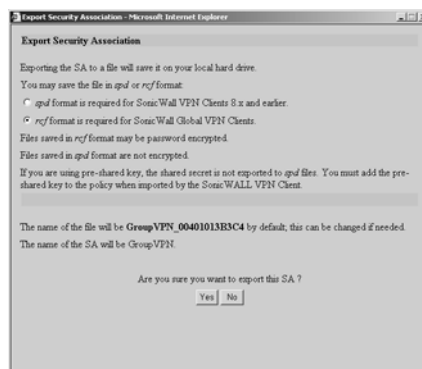 Export Security Association - Microsoft Internet Explorer
Export Security Association
Exporting the SA to a file will save it on your local hard drive.
You may save the file in spd or rcf format:
spd format is required for SonicWall VPN Clients 8.x and earlier.
rcf format is required for SonicWall Global VPN Clients.
Files saved in rcf format may be password encrypted.
Files saved in spd format are not encrypted.
If you are using pre-shared key, the shared secret is not exported to spd files. You must add the pre-
shared key to the policy when imported by the SonicWALL VPN Client.
The name of the file will be GroupVPN_00401013B3C4 by default, this can be changed if needed.
The name of the SA will be GroupVPN.
Are you sure you want to export this SA ?
Yes No